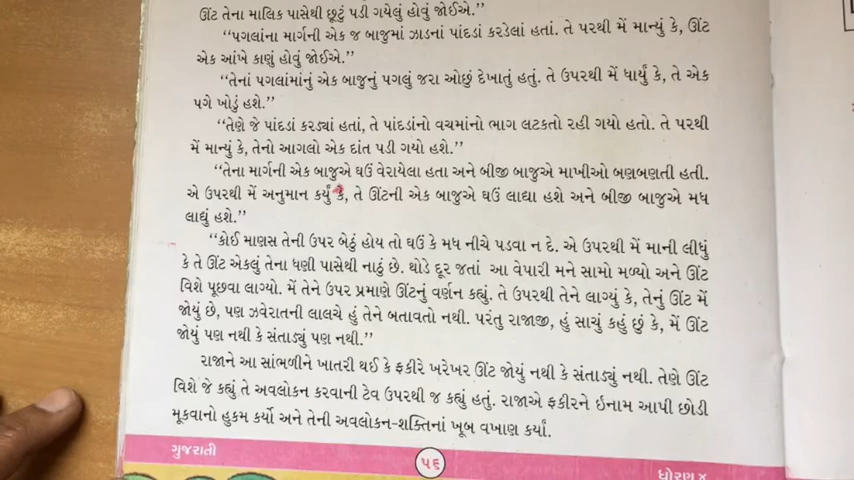 ઊંટ તેના માલિક પાસેથી છૂટું પડી ગયેલું હોવું જોઈએ.”
“પગલાંના માર્ગની એક જ બાજુમાં ઝાડનાં પાંદડાં કરડેલાં હતાં. તે પરથી મેં માન્યું કે, ઊંટ
એક આંખે કાણું હોવું જોઈએ.”
“તેનાં પગલાંમાંનું એક બાજુનું પગલું જરા ઓછું દેખાતું હતું. તે ઉપરથી મેં ધાર્યું કે, તે એક
પગે ખોડું હશે.”
“તેણે જે પાંદડાં કરડ્યાં હતાં, તે પાંદડાંનો વચમાંનો ભાગ લટકતો રહી ગયો હતો. તે પરથી
મેં માન્યું કે, તેનો આગલો એક દાંત પડી ગયો હશે.”
“તેના માર્ગની એક બાજુએ ઘઉં વેરાયેલા હતા અને બીજી બાજુએ માખીઓ બણબણતી હતી.
એ ઉપરથી મેં અનુમાન કર્યું કે, તે ઊંટની એક બાજુએ ઘઉં લાદ્યા હશે અને બીજી બાજુએ મધ
લાદ્યું હશે.”
“કોઈ માણસ તેની ઉપર બેઠું હોય તો ઘઉં કે મધ નીચે પડવા ન દે. એ ઉપરથી મેં માની લીધું
કે તે ઊંટ એકલું તેના ધણી પાસેથી નાઠું છે. થોડે દૂર જતાં આ વેપારી મને સામો મળ્યો અને ઊંટ
વિશે પૂછવા લાગ્યો. મેં તેને ઉપર પ્રમાણે ઊંટનું વર્ણન કહ્યું. તે ઉપરથી તેને લાગ્યું કે, તેનું ઊંટ મેં
જોયું છે, પણ ઝવેરાતની લાલચે હું તેને બતાવતો નથી. પરંતુ રાજાજી, હું સાચું કહું છું કે, મેં ઊંટ
જોયું પણ નથી કે સંતાડ્યું પણ નથી.”
રાજાને આ સાંભળીને ખાતરી થઈ કે ફકીરે ખરેખર ઊંટ જોયું નથી કે સંતાડ્યું નથી. તેણે ઊંટ
વિશે જે કહ્યું તે અવલોકન કરવાની ટેવ ઉપરથી જ કહ્યું હતું. રાજાએ ફકીરને ઇનામ આપી છોડી
મૂકવાનો હુકમ કર્યો અને તેની અવલોકન-શક્તિનાં ખૂબ વખાણ કર્યાં.
ગુજરાતી
૫૬
ધોરણ ૪